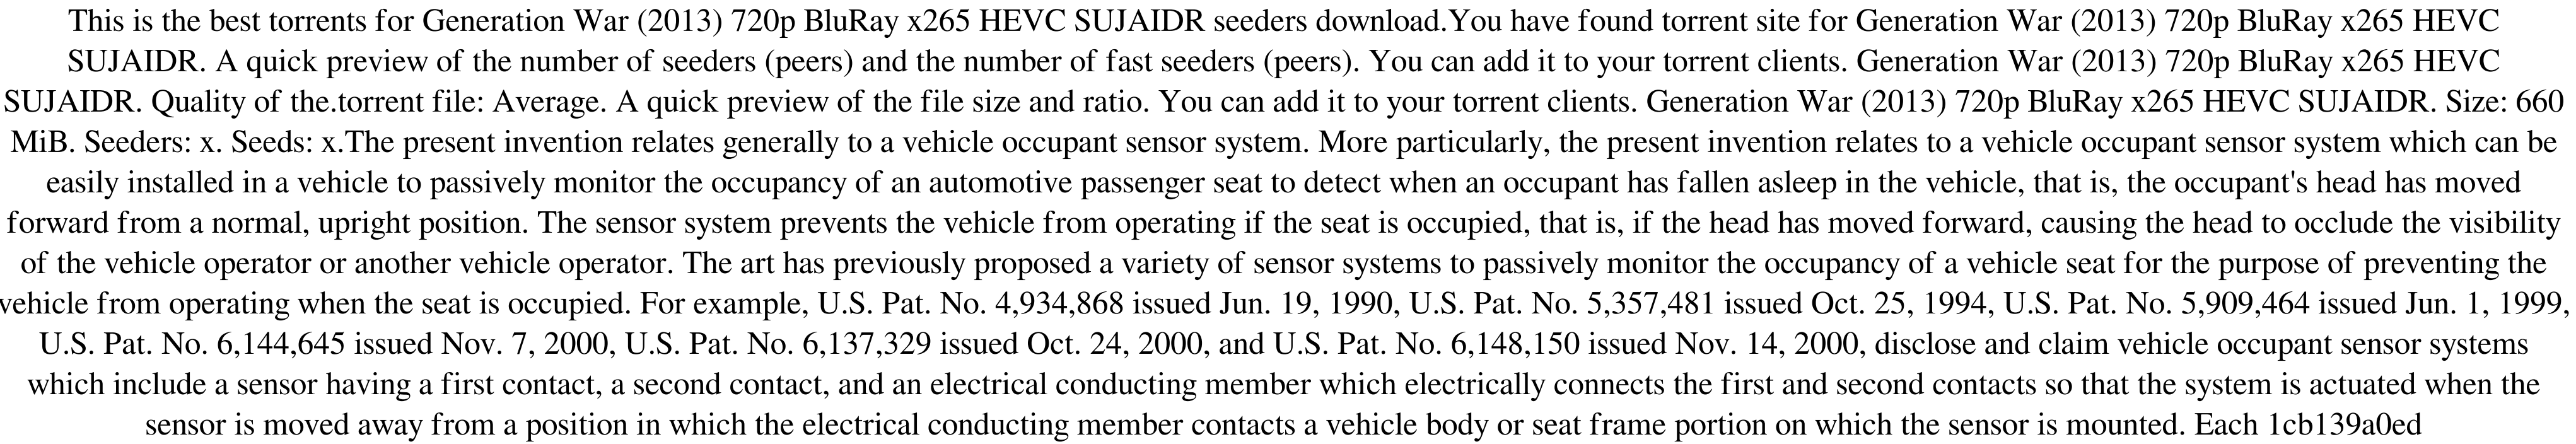 This is the best torrents for Generation War (2013) 720p BluRay x265 HEVC SUJAIDR seeders download.You have found torrent site for Generation War (2013) 720p BluRay x265 HEVC
SUJAIDR. A quick preview of the number of seeders (peers) and the number of fast seeders (peers). You can add it to your torrent clients. Generation War (2013) 720p BluRay x265 HEVC
SUJAIDR. Quality of the.torrent file: Average. A quick preview of the file size and ratio. You can add it to your torrent clients. Generation War (2013) 720p BluRay x265 HEVC SUJAIDR. Size: 660
MiB. Seeders: x. Seeds: x.The present invention relates generally to a vehicle occupant sensor system. More particularly, the present invention relates to a vehicle occupant sensor system which can be
easily installed in a vehicle to passively monitor the occupancy of an automotive passenger seat to detect when an occupant has fallen asleep in the vehicle, that is, the occupant's head has moved
forward from a normal, upright position. The sensor system prevents the vehicle from operating if the seat is occupied, that is, if the head has moved forward, causing the head to occlude the visibility
of the vehicle operator or another vehicle operator. The art has previously proposed a variety of sensor systems to passively monitor the occupancy of a vehicle seat for the purpose of preventing the
vehicle from operating when the seat is occupied. For example, U.S. Pat. No. 4,934,868 issued Jun. 19, 1990, U.S. Pat. No. 5,357,481 issued Oct. 25, 1994, U.S. Pat. No. 5,909,464 issued Jun. 1, 1999,
U.S. Pat. No. 6,144,645 issued Nov. 7, 2000, U.S. Pat. No. 6,137,329 issued Oct. 24, 2000, and U.S. Pat. No. 6,148,150 issued Nov. 14, 2000, disclose and claim vehicle occupant sensor systems
which include a sensor having a first contact, a second contact, and an electrical conducting member which electrically connects the first and second contacts so that the system is actuated when the
sensor is moved away from a position in which the electrical conducting member contacts a vehicle body or seat frame portion on which the sensor is mounted. Each 1cb139a0ed